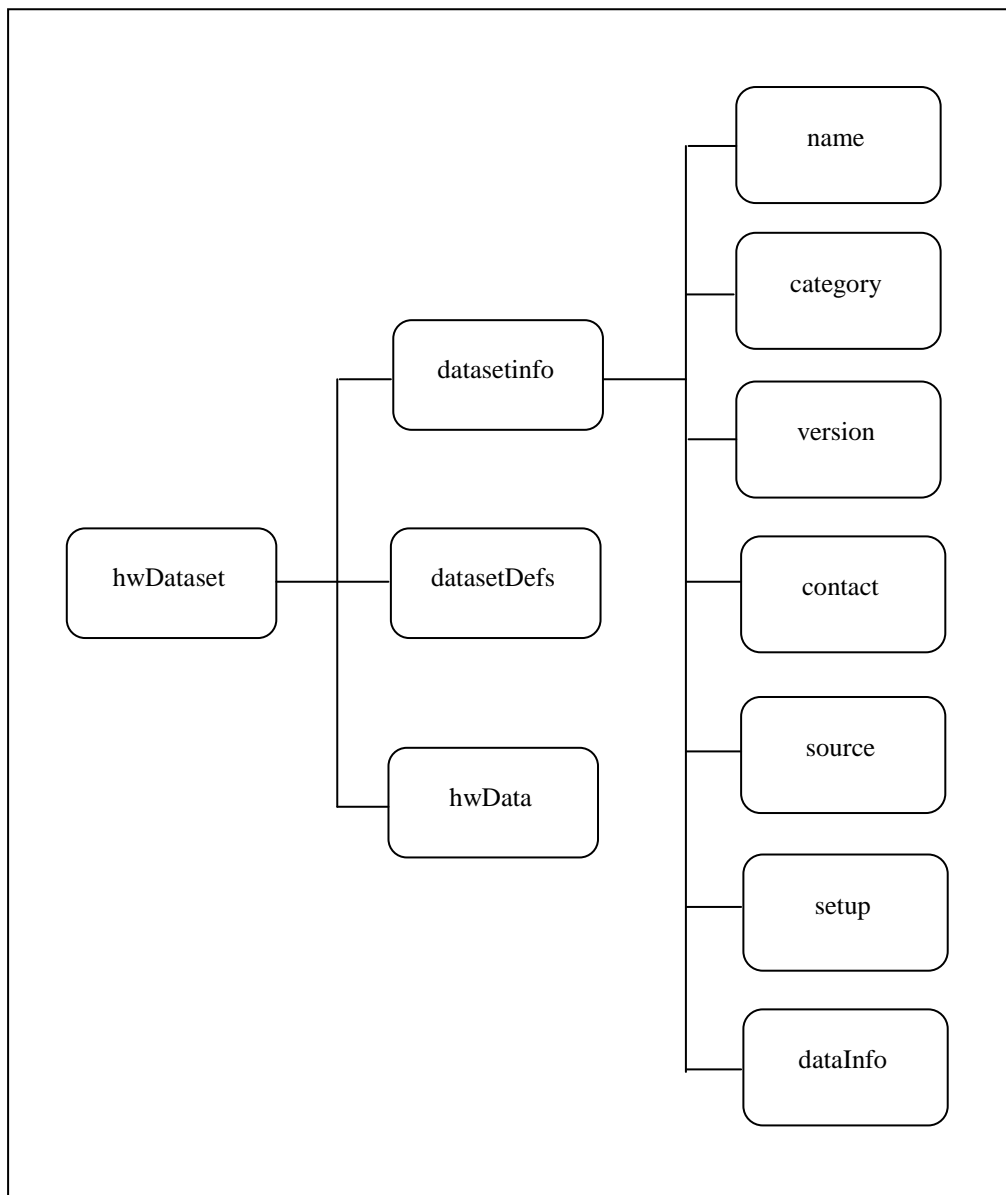 hwDataset
datasetinfo
datasetDefs
hwData
name
category
version
contact
source
setup
dataInfo